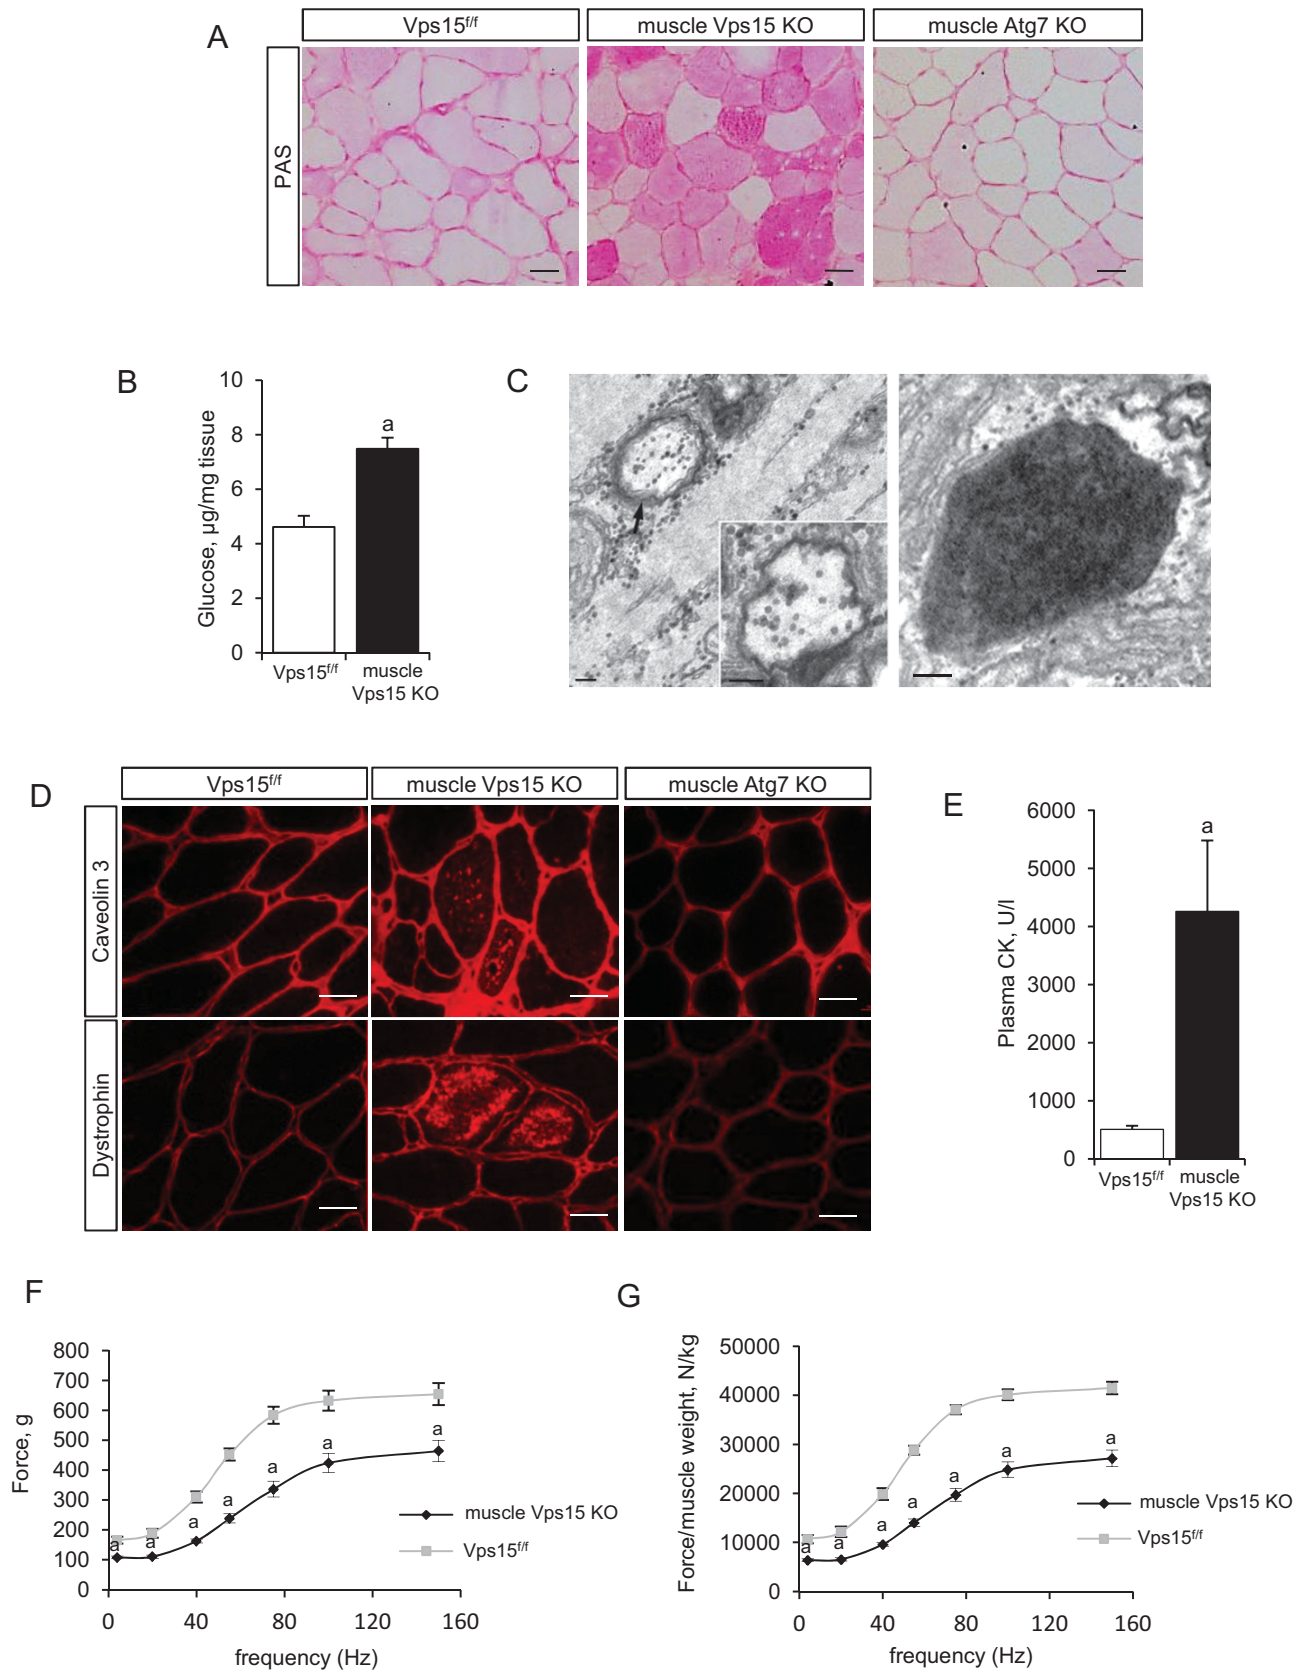 A
Vps15f/f
muscle Vps15 KO
muscle Atg7 KO
PAS
B
Glucose, µg/mg tissue
10
8
6
4
2
0
a
Vps15f/f
muscle
Vps15 KO
C
D
Vps15f/f
muscle Vps15 KO
muscle Atg7 KO
Caveolin 3
Dystrophin
E
Plasma CK, U/l
6000
5000
4000
3000
2000
1000
0
a
Vps15f/f
muscle
Vps15 KO
F
Force, g
800
700
600
500
400
300
200
100
0
a
a
a
a
a
a
a
muscle Vps15 KO
Vps15f/f
0
40
80
120
160
frequency (Hz)
G
Force/muscle weight, N/kg
50000
40000
30000
20000
10000
0
a
a
a
a
a
a
a
muscle Vps15 KO
Vps15f/f
0
40
80
120
160
frequency (Hz)